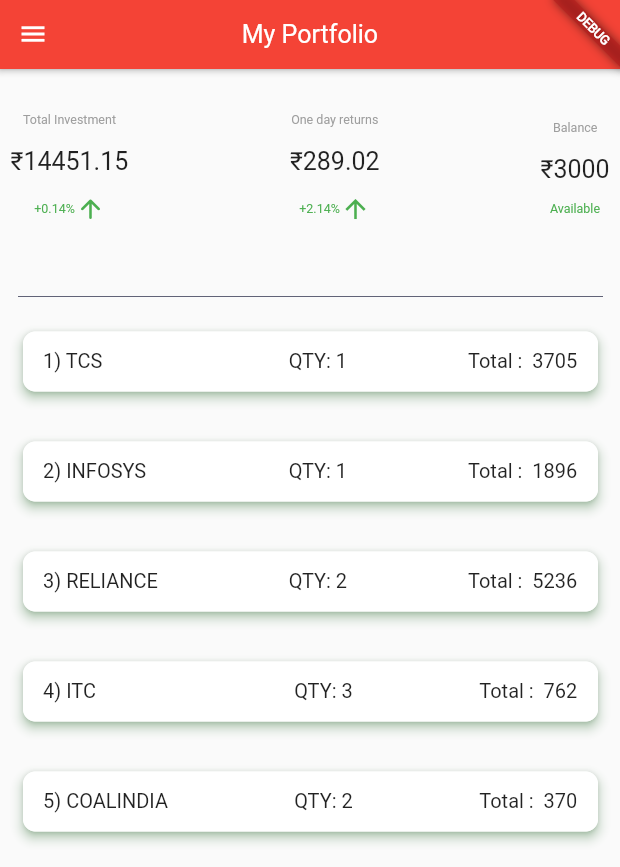 My Portfolio
DEBUG
Total Investment
One day returns
Balance
₹14451.15
₹289.02
₹3000
+0.14%
+2.14%
Available
1) TCS QTY: 1 Total : 3705
2) INFOSYS QTY: 1 Total : 1896
3) RELIANCE QTY: 2 Total : 5236
4) ITC QTY: 3 Total : 762
5) COALINDIA QTY: 2 Total : 370